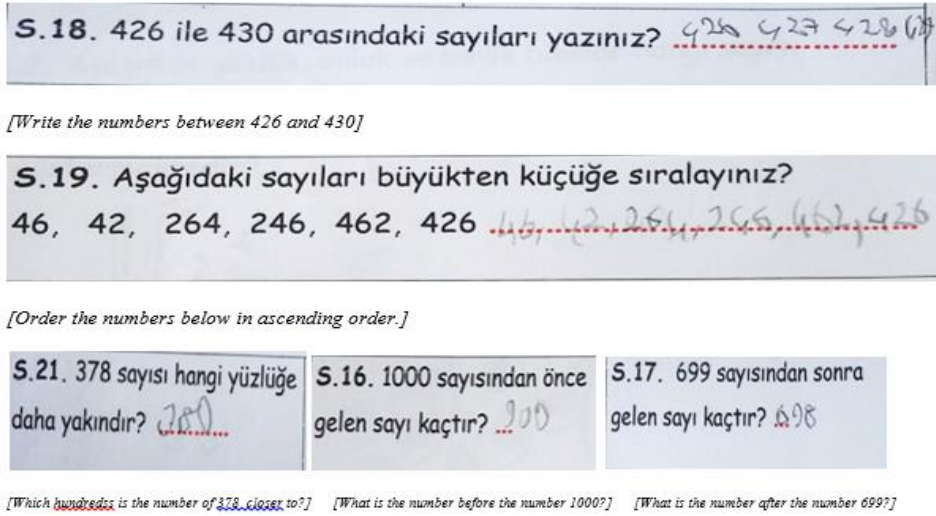 S.18. 426 ile 430 arasındaki sayıları yazınız? 426 427 428 429
[Write the numbers between 426 and 430]
S.19. Aşağıdaki sayıları büyükten küçüğe sıralayınız?
46, 42, 264, 246, 462, 426 46, 42, 264, 246, 462, 426
[Order the numbers below in ascending order.]
S.21. 378 sayısı hangi yüzlüğe
daha yakındır? 380
S.16. 1000 sayısından önce
gelen sayı kaçtır? 900
S.17. 699 sayısından sonra
gelen sayı kaçtır? 698
[Which hundredss is the number of 378 closer to?]
[What is the number before the number 1000?]
[What is the number after the number 699?]